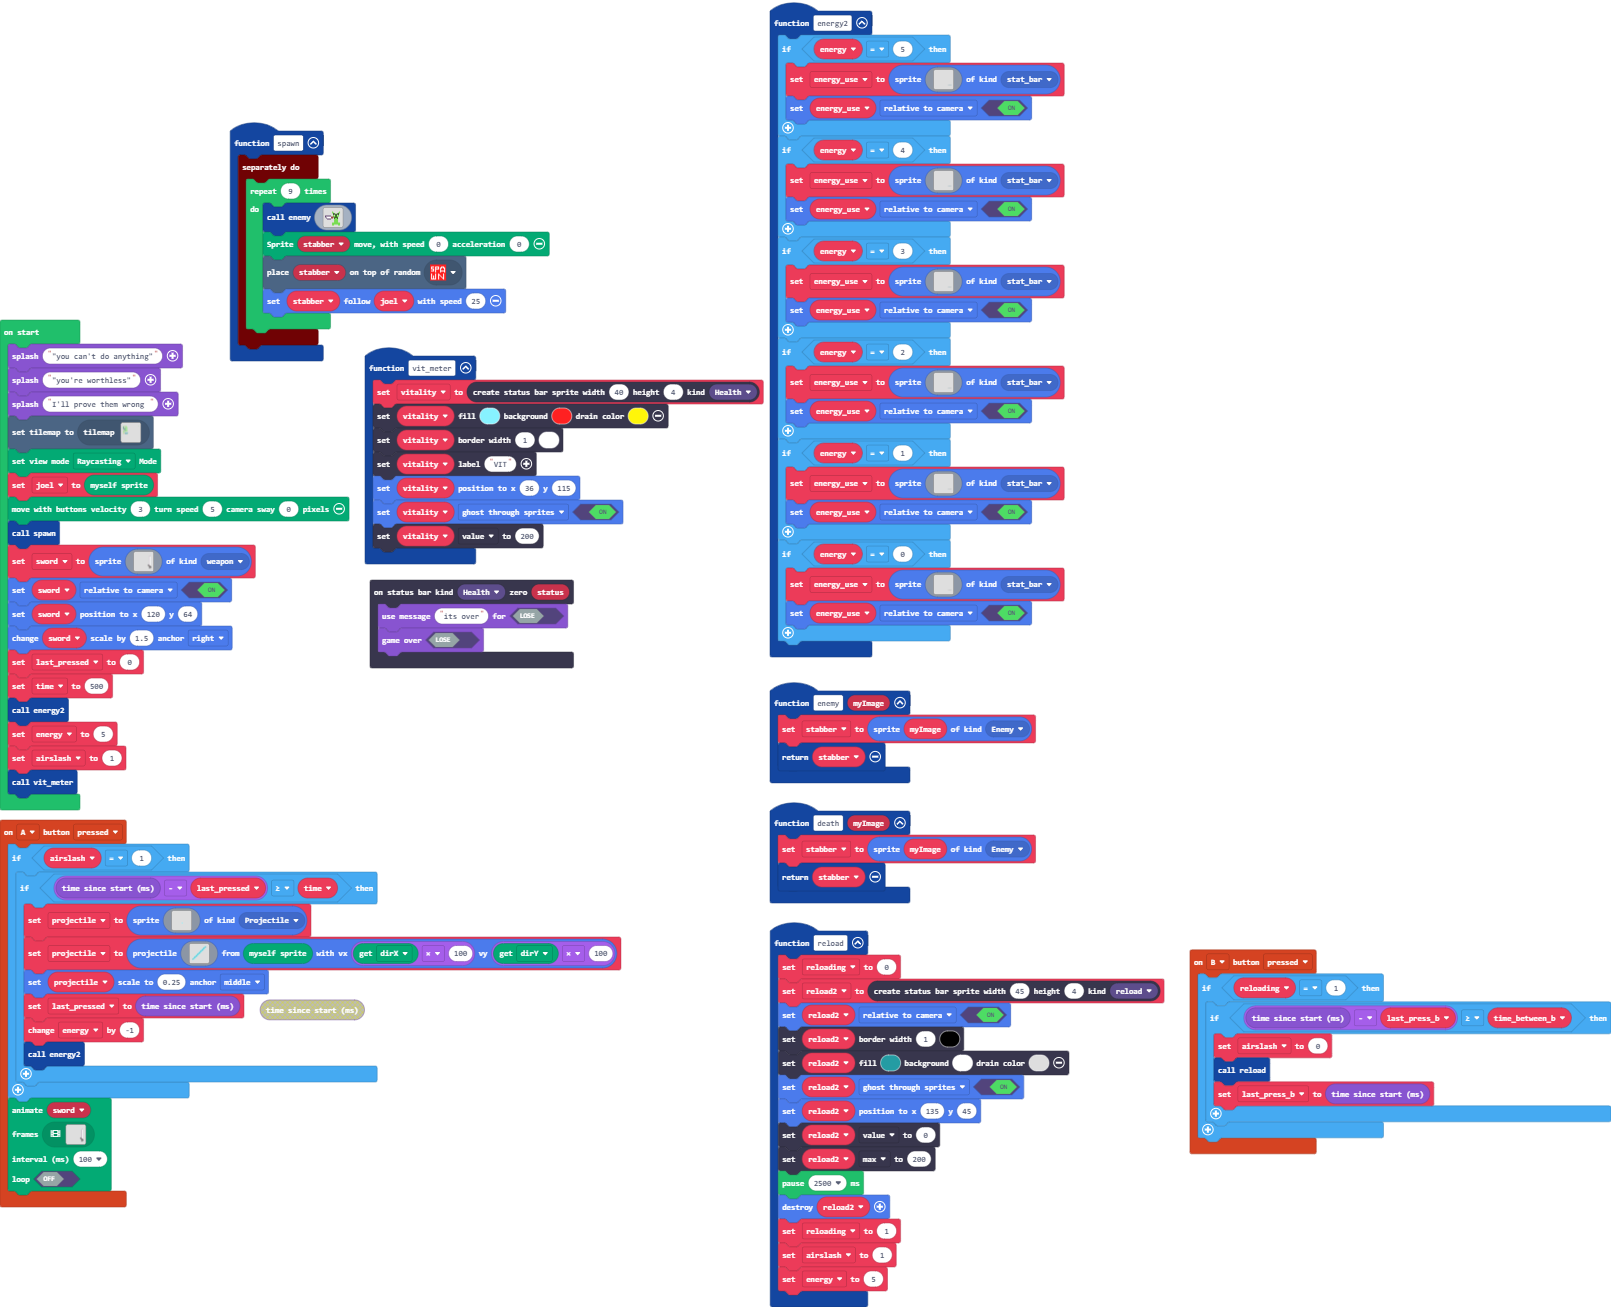 function energy2
if energy = 5 then
set energy_use to sprite of kind stat_bar
set energy_use relative to camera ON
if energy = 4 then
set energy_use to sprite of kind stat_bar
set energy_use relative to camera ON
if energy = 3 then
set energy_use to sprite of kind stat_bar
set energy_use relative to camera ON
if energy = 2 then
set energy_use to sprite of kind stat_bar
set energy_use relative to camera ON
if energy = 1 then
set energy_use to sprite of kind stat_bar
set energy_use relative to camera ON
if energy = 0 then
set energy_use to sprite of kind stat_bar
set energy_use relative to camera ON
function spawn
separately do
repeat 9 times
do
call enemy
Sprite stabber move, with speed 0 acceleration 0
place stabber on top of random SPAWN
set stabber follow joel with speed 25
on start
splash "you can't do anything"
splash "you're worthless"
splash "I'll prove them wrong "
set tilemap to tilemap
set view mode Raycasting Mode
set joel to myself sprite
move with buttons velocity 3 turn speed 5 camera sway 0 pixels
call spawn
set sword to sprite of kind weapon
set sword relative to camera ON
set sword position to x 120 y 64
change sword scale by 1.5 anchor right
set last_pressed to 0
set time to 500
call energy2
set energy to 5
set airslash to 1
call vit_meter
function vit_meter
set vitality to create status bar sprite width 40 height 4 kind Health
set vitality fill background drain color
set vitality border width 1
set vitality label "VIT"
set vitality position to x 36 y 115
set vitality ghost through sprites ON
set vitality value to 200
on status bar kind Health zero status
use message "its over" for LOSE
game over LOSE
function enemy myImage
set stabber to sprite myImage of kind Enemy
return stabber
function death myImage
set stabber to sprite myImage of kind Enemy
return stabber
on A button pressed
if airslash = 1 then
if time since start (ms) - last_pressed ≥ time then
set projectile to sprite of kind Projectile
set projectile to projectile from myself sprite with vx get dirX × 100 vy get dirY × 100
set projectile scale to 0.25 anchor middle
set last_pressed to time since start (ms)
time since start (ms)
change energy by -1
call energy2
animate sword
frames
interval (ms) 100
loop OFF
function reload
set reloading to 0
set reload2 to create status bar sprite width 45 height 4 kind reload
set reload2 relative to camera ON
set reload2 border width 1
set reload2 fill background drain color
set reload2 ghost through sprites ON
set reload2 position to x 135 y 45
set reload2 value to 0
set reload2 max to 200
pause 2500 ms
destroy reload2
set reloading to 1
set airslash to 1
set energy to 5
on B button pressed
if reloading = 1 then
if time since start (ms) - last_press_b ≥ time_between_b then
set airslash to 0
call reload
set last_press_b to time since start (ms)